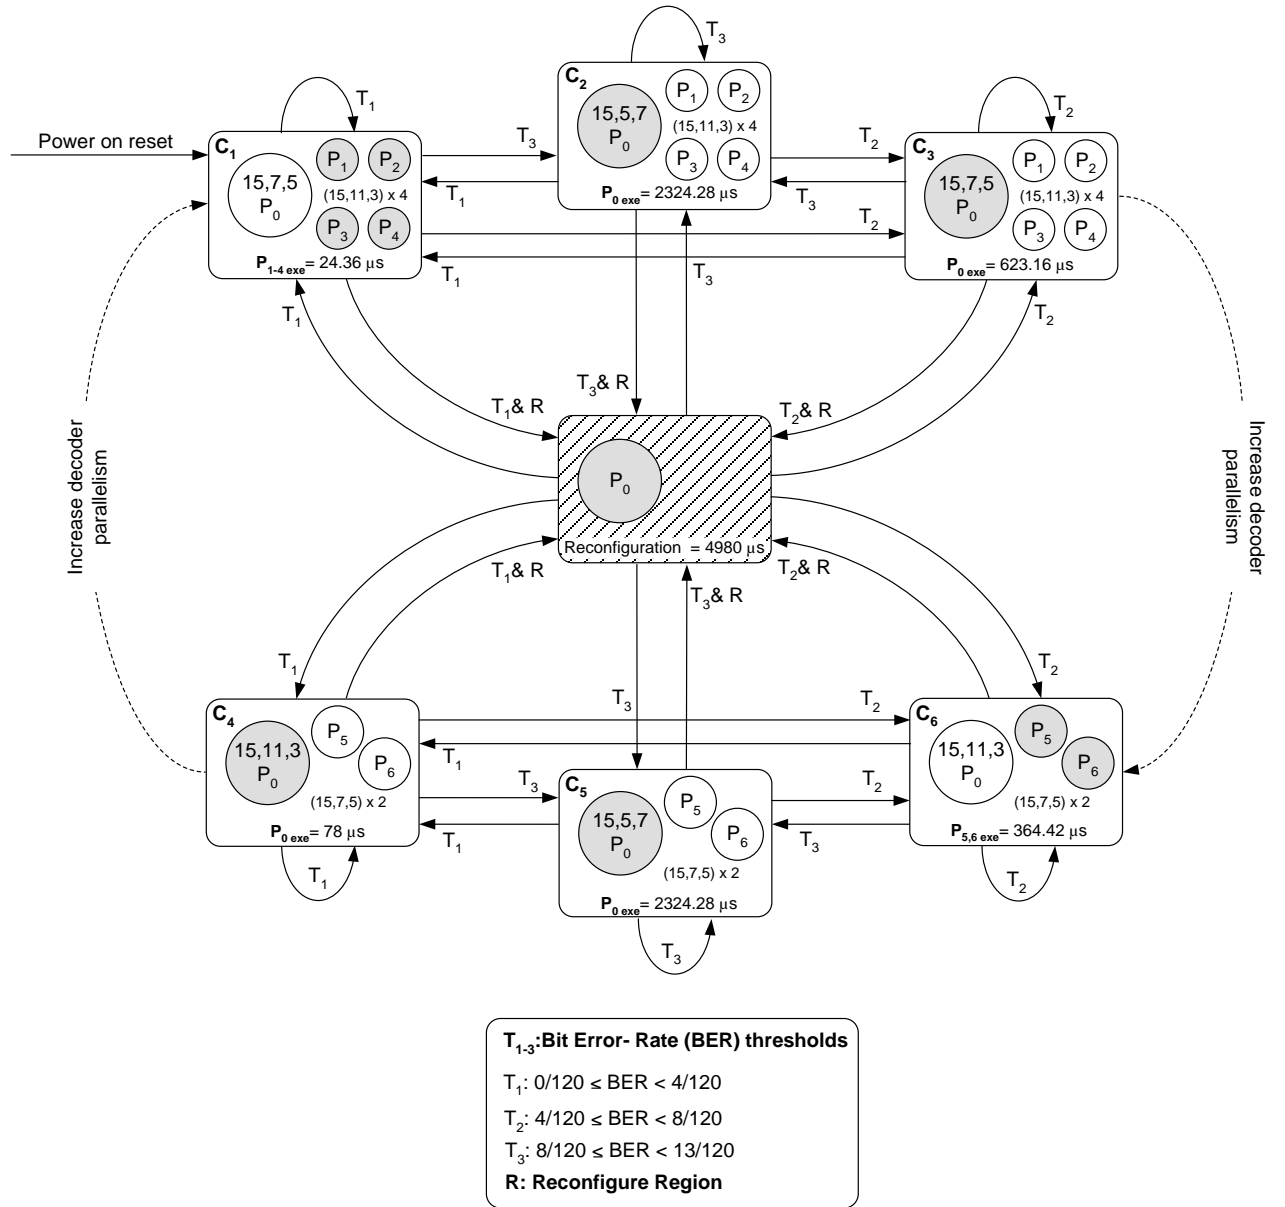 T3
C2
15,5,7
P0
P1
P2
(15,11,3) x 4
P3
P4
P0 exe= 2324.28 µs
T1
Power on reset
C1
15,7,5
P0
P1
P2
(15,11,3) x 4
P3
P4
P1-4 exe= 24.36 µs
T2
C3
15,7,5
P0
P1
P2
(15,11,3) x 4
P3
P4
P0 exe= 623.16 µs
T3
T1
T2
T3
T2
T1
T3
T1
T2
T1& R
T3& R
T2& R
Increase decoder
parallelism
Increase decoder
parallelism
P0
Reconfiguration = 4980 µs
T1& R
T3& R
T2& R
T1
T3
T2
C4
15,11,3
P0
P5
P6
(15,7,5) x 2
P0 exe= 78 µs
T1
T2
T1
T3
T1
C5
15,5,7
P0
P5
P6
(15,7,5) x 2
P0 exe= 2324.28 µs
T3
T2
T3
C6
15,11,3
P0
P5
P6
(15,7,5) x 2
P5,6 exe= 364.42 µs
T2
T1-3:Bit Error- Rate (BER) thresholds
T1: 0/120 ≤ BER < 4/120
T2: 4/120 ≤ BER < 8/120
T3: 8/120 ≤ BER < 13/120
R: Reconfigure Region